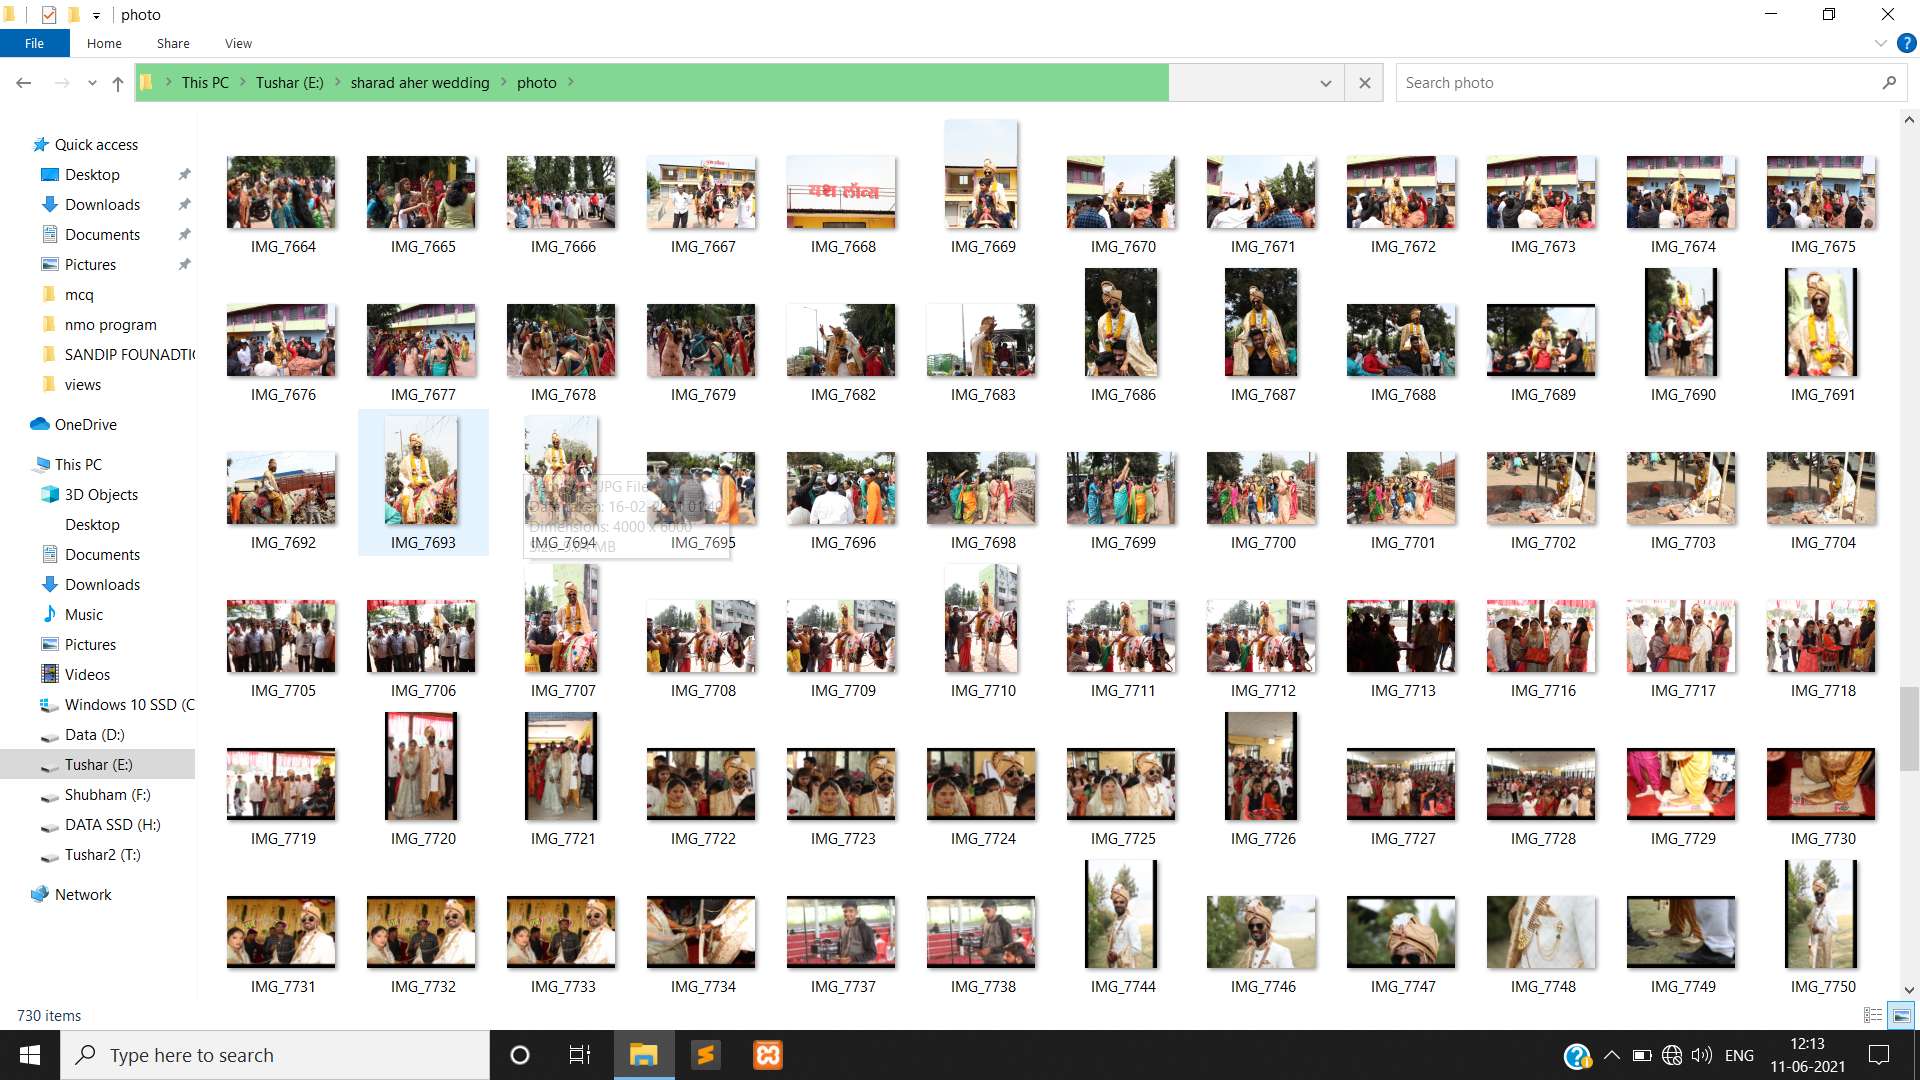 photo
File Home Share View
This PC Tushar (E:) sharad aher wedding photo
Search photo
Quick access
Desktop
Downloads
Documents
Pictures
mcq
nmo program
SANDIP FOUNADTI
views
OneDrive
This PC
3D Objects
Desktop
Documents
Downloads
Music
Pictures
Videos
Windows 10 SSD (C
Data (D:)
Tushar (E:)
Shubham (F:)
DATA SSD (H:)
Tushar2 (T:)
Network
यश लॉन्स
IMG_7664 IMG_7665 IMG_7666 IMG_7667 IMG_7668 IMG_7669 IMG_7670 IMG_7671 IMG_7672 IMG_7673 IMG_7674 IMG_7675
IMG_7676 IMG_7677 IMG_7678 IMG_7679 IMG_7682 IMG_7683 IMG_7686 IMG_7687 IMG_7688 IMG_7689 IMG_7690 IMG_7691
JPG File
Date taken: 16-02-2021 01:40
Dimensions: 4000 x 6000
MB
IMG_7692 IMG_7693 IMG_7694 IMG_7695 IMG_7696 IMG_7698 IMG_7699 IMG_7700 IMG_7701 IMG_7702 IMG_7703 IMG_7704
IMG_7705 IMG_7706 IMG_7707 IMG_7708 IMG_7709 IMG_7710 IMG_7711 IMG_7712 IMG_7713 IMG_7716 IMG_7717 IMG_7718
IMG_7719 IMG_7720 IMG_7721 IMG_7722 IMG_7723 IMG_7724 IMG_7725 IMG_7726 IMG_7727 IMG_7728 IMG_7729 IMG_7730
IMG_7731 IMG_7732 IMG_7733 IMG_7734 IMG_7737 IMG_7738 IMG_7744 IMG_7746 IMG_7747 IMG_7748 IMG_7749 IMG_7750
730 items
Type here to search
ENG
12:13
11-06-2021